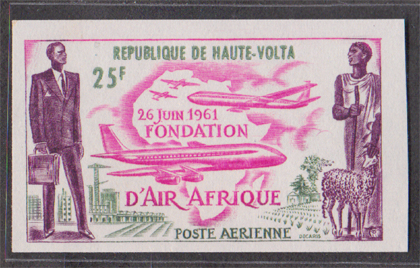 REPUBLIQUE DE HAUTE-VOLTA
25F
26 JUIN 1961
FONDATION
D'AIR AFRIQUE
POSTE AERIENNE